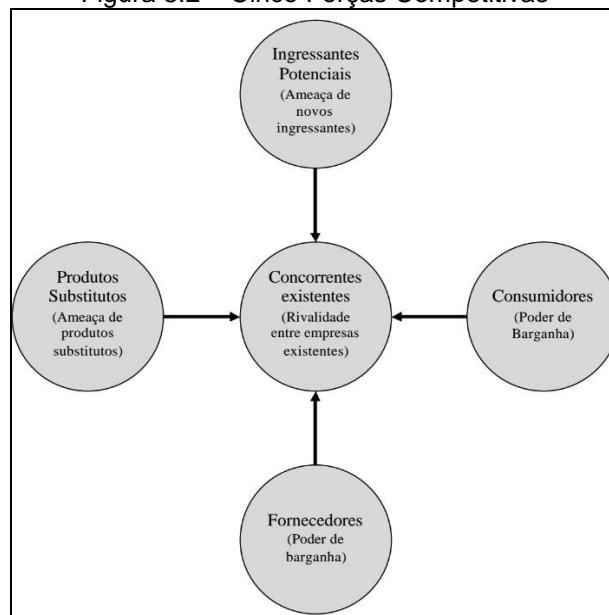 Figura 3.2 – Cinco Forças Competitivas
Ingressantes
Potenciais
(Ameaça de
novos
ingressantes)
Produtos
Substitutos
(Ameaça de
produtos
substitutos)
Concorrentes
existentes
(Rivalidade
entre empresas
existentes)
Consumidores
(Poder de
Barganha)
Fornecedores
(Poder de
barganha)